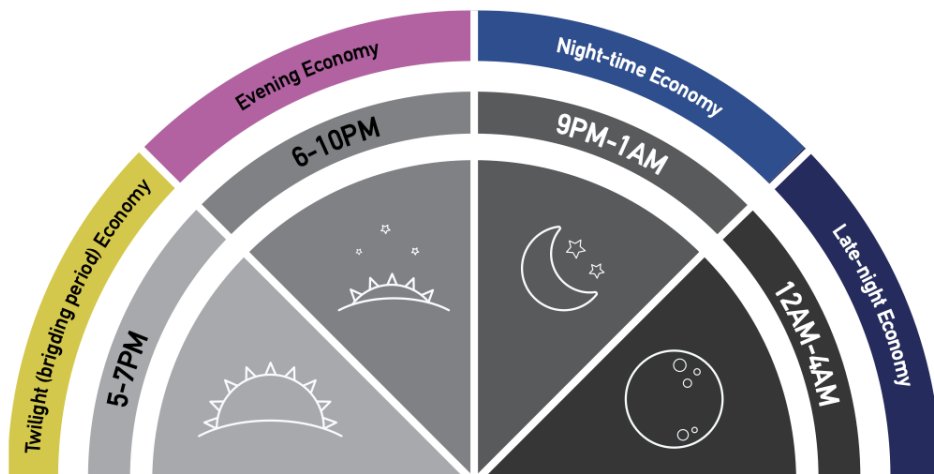 Twilight (brigding period) Economy
5-7PM
Evening Economy
6-10PM
Night-time Economy
9PM-1AM
Late-night Economy
12AM-4AM